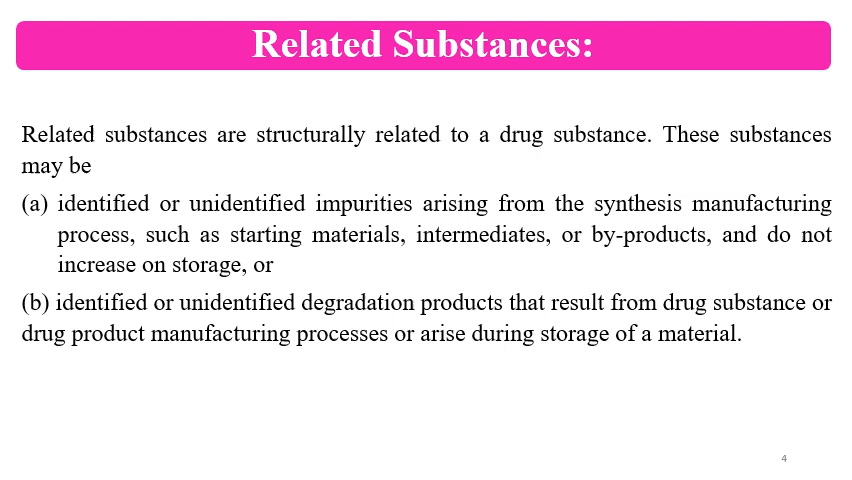 Related Substances:
Related substances are structurally related to a drug substance. These substances
may be
(a) identified or unidentified impurities arising from the synthesis manufacturing
process, such as starting materials, intermediates, or by-products, and do not
increase on storage, or
(b) identified or unidentified degradation products that result from drug substance or
drug product manufacturing processes or arise during storage of a material.
4